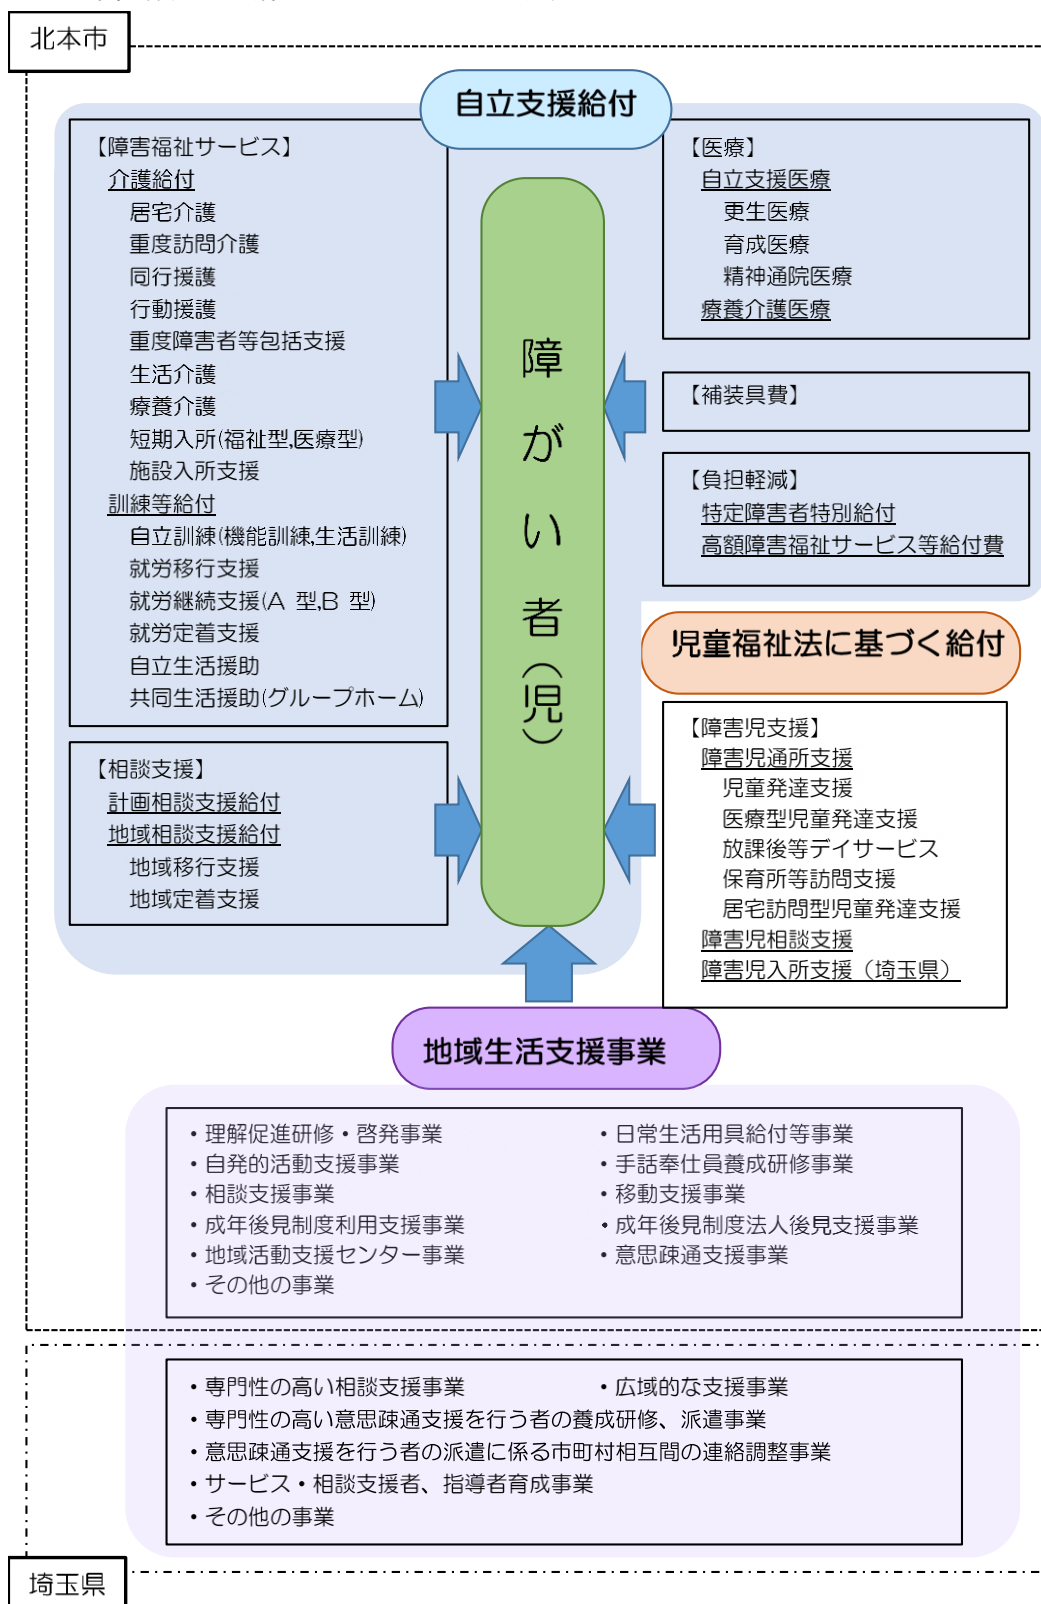 北本市
自立支援給付
【障害福祉サービス】
介護給付
居宅介護
重度訪問介護
同行援護
行動援護
重度障害者等包括支援
生活介護
療養介護
短期入所(福祉型,医療型)
施設入所支援
訓練等給付
自立訓練(機能訓練,生活訓練)
就労移行支援
就労継続支援(A 型,B 型)
就労定着支援
自立生活援助
共同生活援助(グループホーム)
【相談支援】
計画相談支援給付
地域相談支援給付
地域移行支援
地域定着支援
障がい者(児)
【医療】
自立支援医療
更生医療
育成医療
精神通院医療
療養介護医療
【補装具費】
【負担軽減】
特定障害者特別給付
高額障害福祉サービス等給付費
児童福祉法に基づく給付
【障害児支援】
障害児通所支援
児童発達支援
医療型児童発達支援
放課後等デイサービス
保育所等訪問支援
居宅訪問型児童発達支援
障害児相談支援
障害児入所支援（埼玉県）
地域生活支援事業
・理解促進研修・啓発事業 ・日常生活用具給付等事業
・自発的活動支援事業 ・手話奉仕員養成研修事業
・相談支援事業 ・移動支援事業
・成年後見制度利用支援事業 ・成年後見制度法人後見支援事業
・地域活動支援センター事業 ・意思疎通支援事業
・その他の事業
・専門性の高い相談支援事業 ・広域的な支援事業
・専門性の高い意思疎通支援を行う者の養成研修、派遣事業
・意思疎通支援を行う者の派遣に係る市町村相互間の連絡調整事業
・サービス・相談支援者、指導者育成事業
・その他の事業
埼玉県